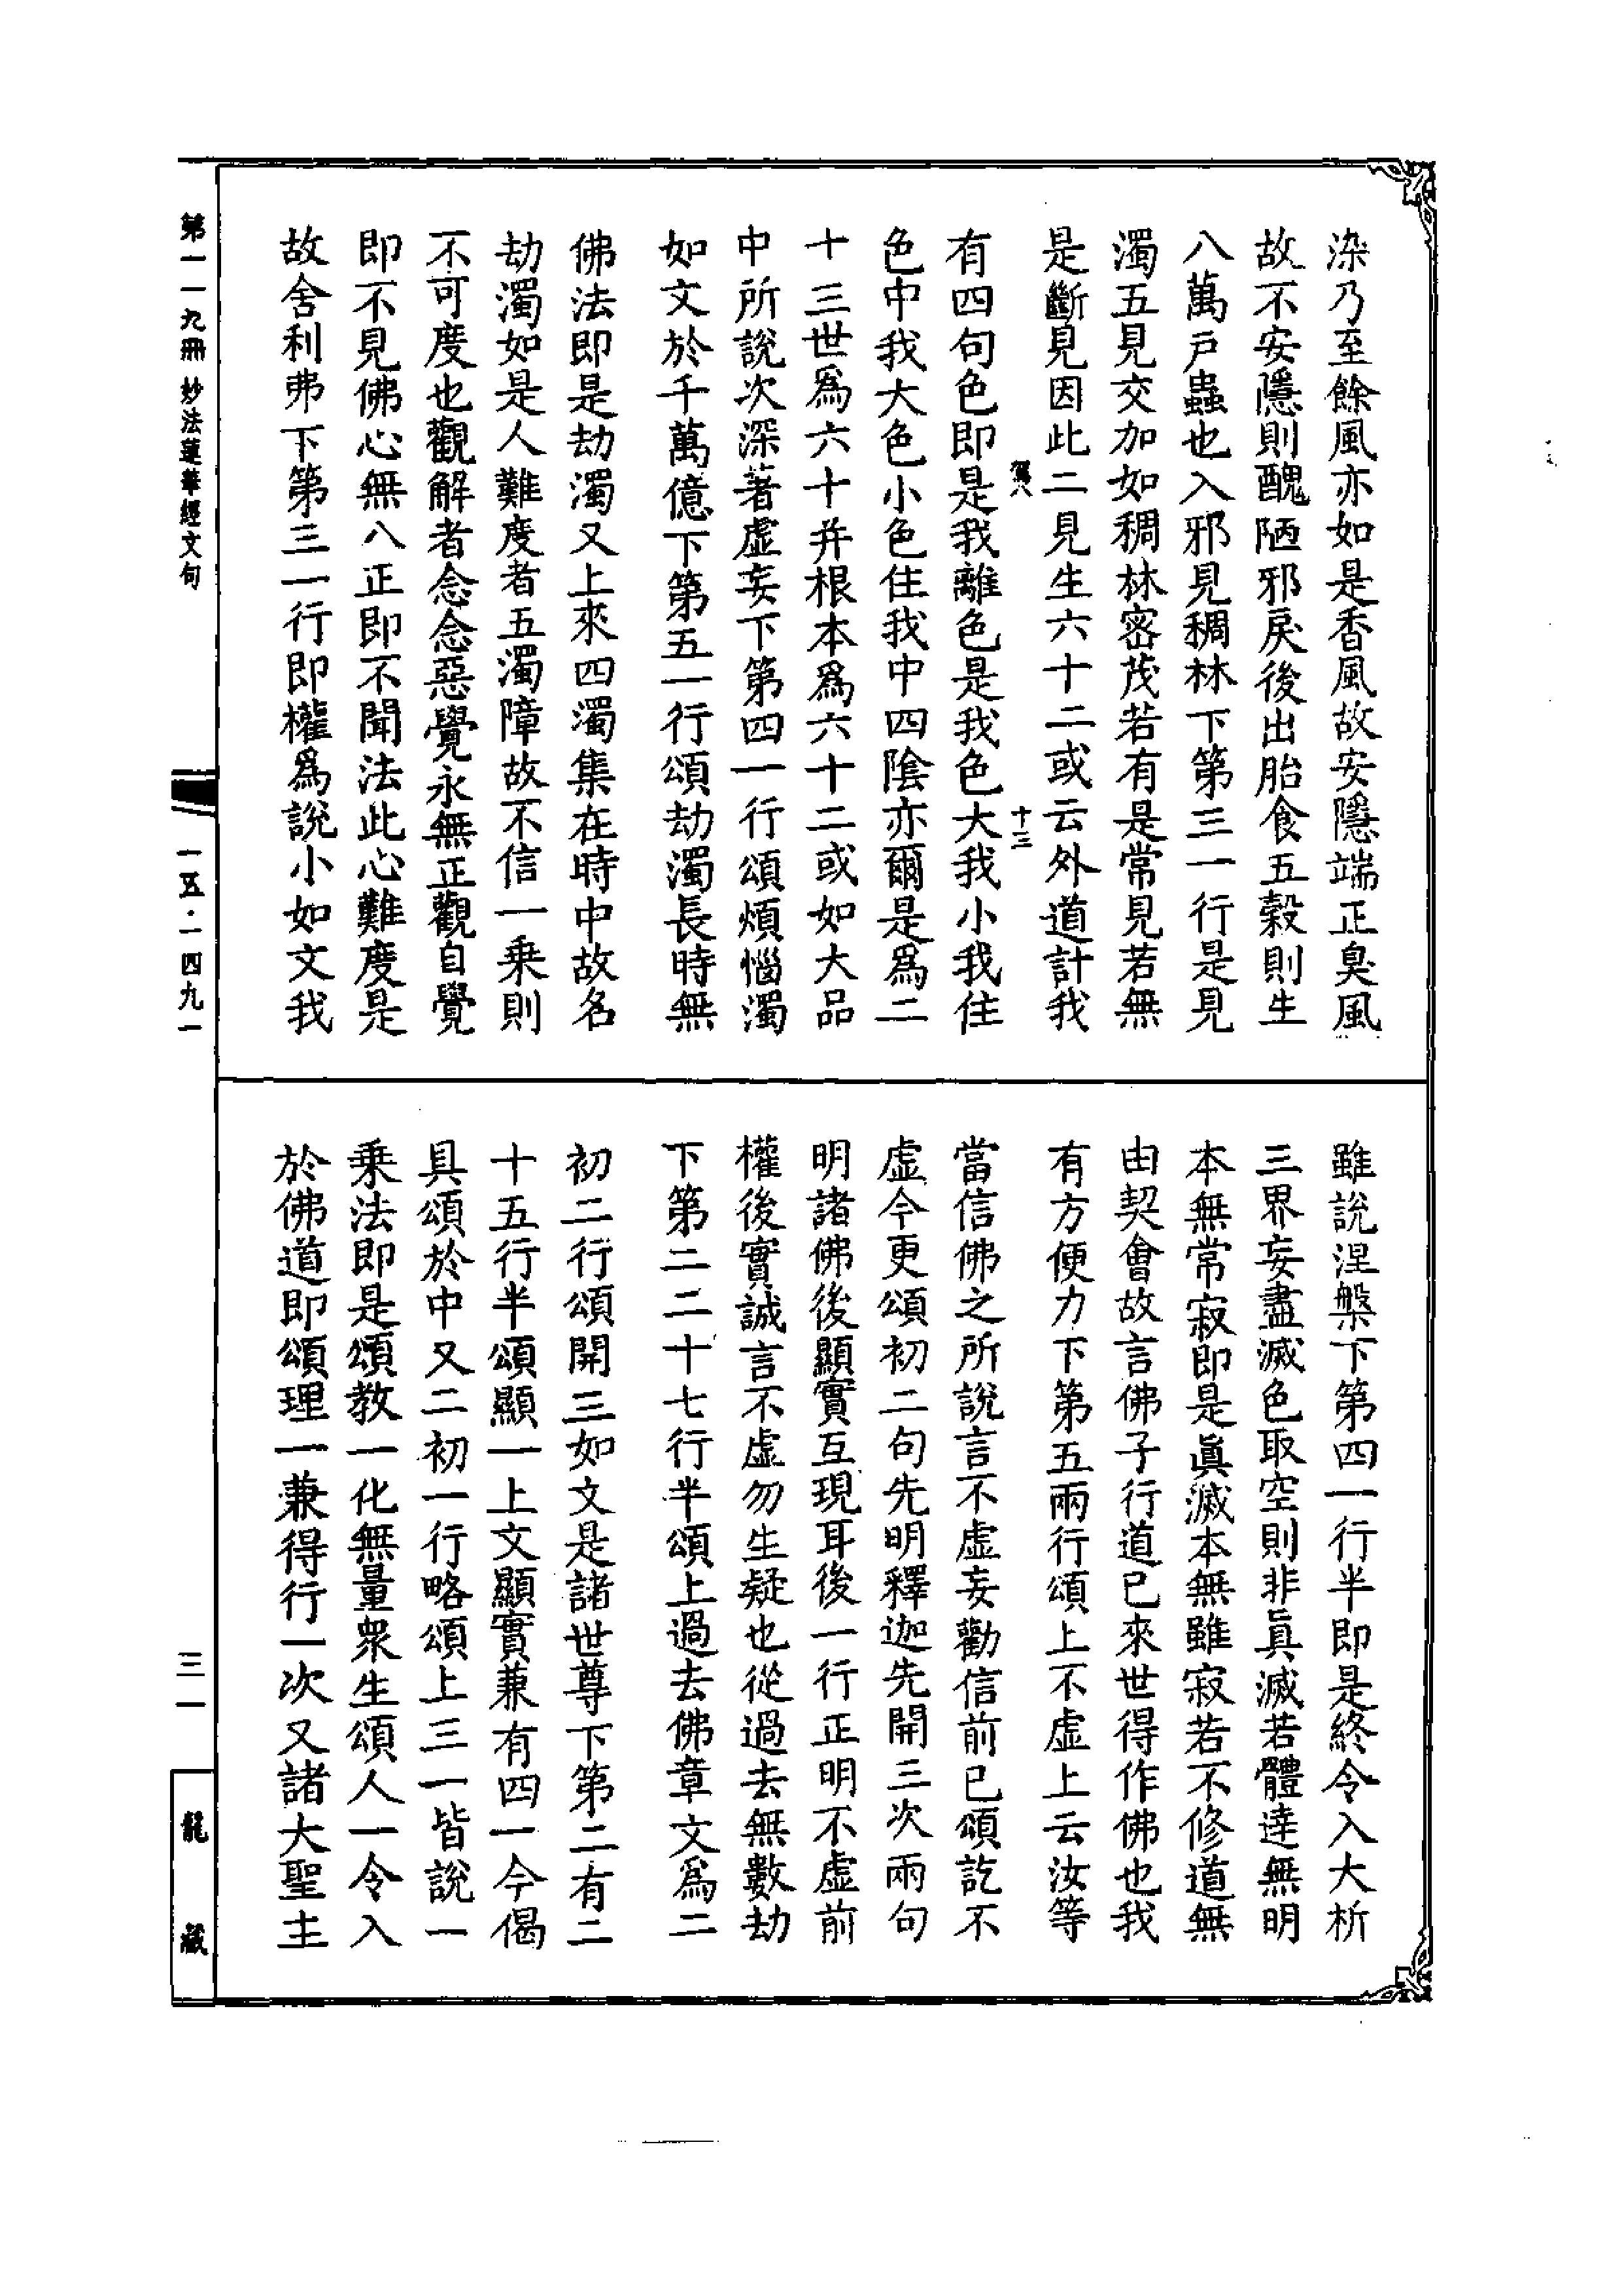 染乃至餘風亦如是香風故安隱端正臭風
故不安隱則醜陋邪戾後出胎食五穀則生
八萬戸蟲也入邪見稠林下第三一行是見
濁五見交加如稠林密茂若有是常見若無
是斷見因此二見生六十二或云外道計我
十三
有四句色即是我離色是我色大我小我住
色中我大色小色住我中四陰亦爾是爲二
十三世爲六十并根本爲六十二或如大品
中所說次深著虛妄下第四一行頌煩惱濁
如文於千萬億下第五一行頌劫濁長時無
佛法即是劫濁又上來四濁集在時中故名
劫濁如是人難度者五濁障故不信一乘則
不可度也觀解者念念惡覺永無正觀自覺
即不見佛心無八正即不聞法此心難度是
故舍利弗下第三一行即權爲說小如文我
雖說涅槃下第四一行半即是終令入大析
三界妄盡滅色取空則非眞滅若體達無明
本無常寂即是眞滅本無雖寂若不修道無
由契會故言佛子行道已來世得作佛也我
有方便力下第五兩行頌上不虛上云汝等
當信佛之所說言不虛妄勸信前已頌訖不
虛今更頌初二句先明釋迦先開三次兩句
明諸佛後顯實互現耳後一行正明不虛前
權後實誠言不虛勿生疑也從過去無數劫
下第二二十七行半頌上過去佛章文爲二
初二行頌開三如文是諸世尊下第二有二
十五行半頌顯一上文顯實兼有四一今偈
具頌於中又二初一行略頌上三一皆說一
乘法即是頌教一化無量衆生頌人一令入
於佛道即頌理一兼得行一次又諸大聖主
第一一九冊 妙法蓮華經文句
一五·一四九一
三一
龍藏